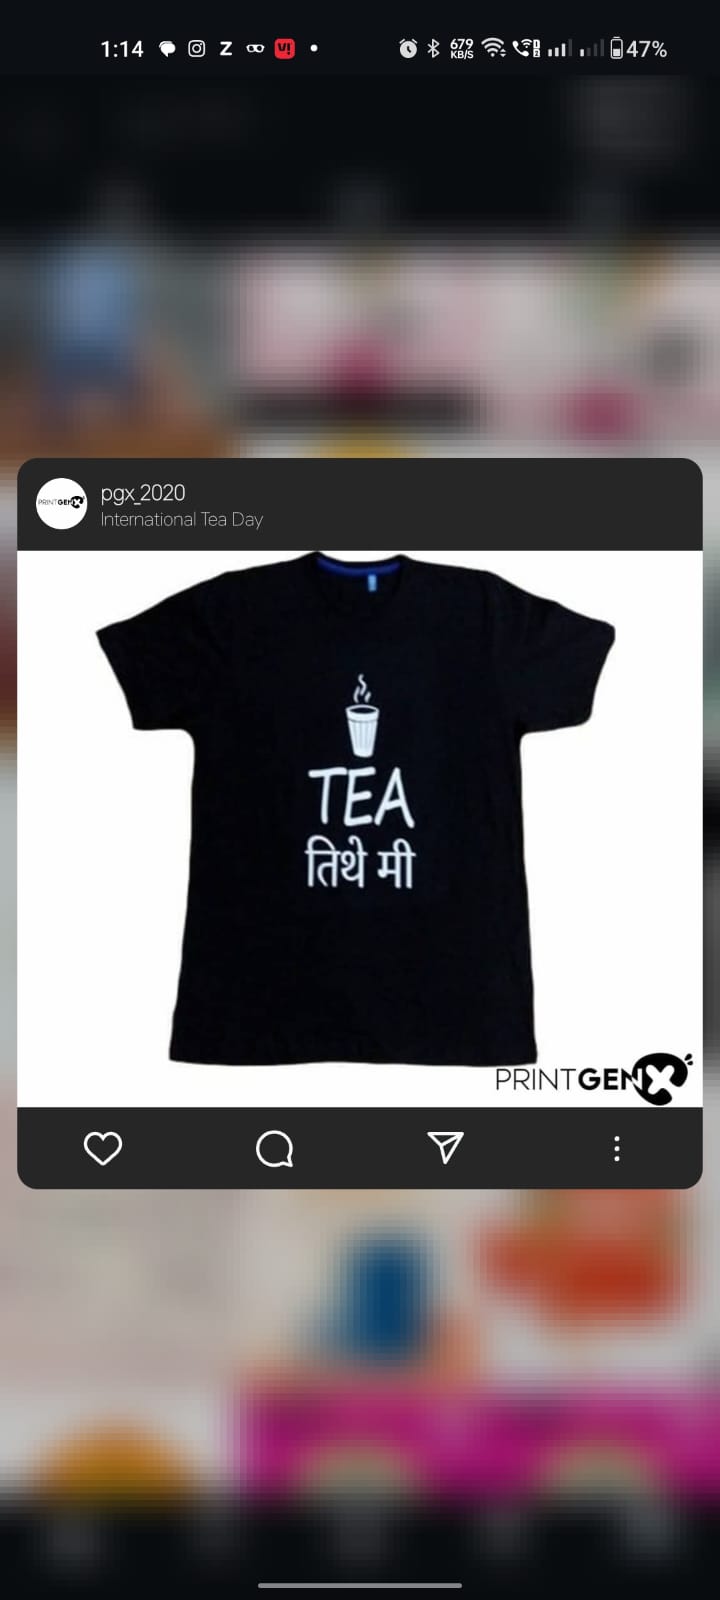 1:14 Z 679 KB/S 47%
PRINTGENX
pgx_2020
International Tea Day
TEA
तिथे मी
PRINTGENX